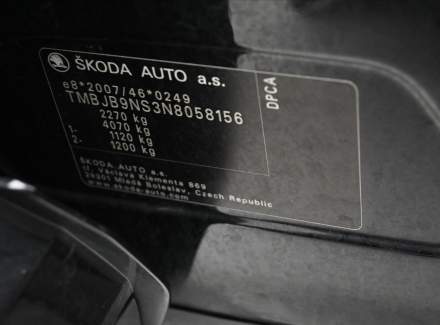 ŠKODA AUTO a.s.
e8*2007/46*0249
TMBJB9NS3N8058156
2270 kg
4070 kg
1- 1120 kg
2- 1200 kg
DPCA
ŠKODA AUTO a.s.
tř. Václava Klementa 869
29301 Mladá Boleslav, Czech Republic
www.skoda-auto.com